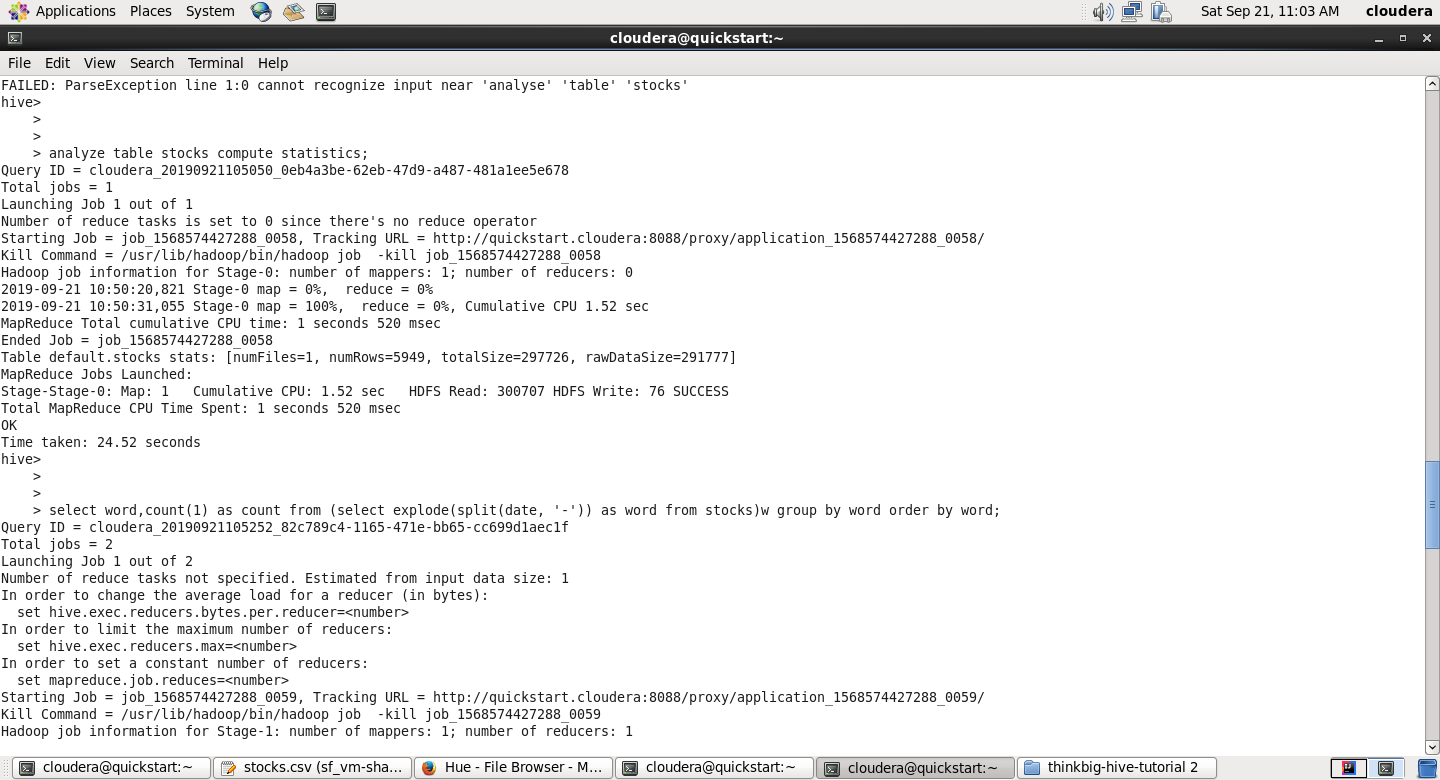 Applications Places System Sat Sep 21, 11:03 AM cloudera
cloudera@quickstart:~
File Edit View Search Terminal Help
FAILED: ParseException line 1:0 cannot recognize input near 'analyse' 'table' 'stocks'
hive>
    >
    >
    > analyze table stocks compute statistics;
Query ID = cloudera_20190921105050_0eb4a3be-62eb-47d9-a487-481a1ee5e678
Total jobs = 1
Launching Job 1 out of 1
Number of reduce tasks is set to 0 since there's no reduce operator
Starting Job = job_1568574427288_0058, Tracking URL = http://quickstart.cloudera:8088/proxy/application_1568574427288_0058/
Kill Command = /usr/lib/hadoop/bin/hadoop job  -kill job_1568574427288_0058
Hadoop job information for Stage-0: number of mappers: 1; number of reducers: 0
2019-09-21 10:50:20,821 Stage-0 map = 0%,  reduce = 0%
2019-09-21 10:50:31,055 Stage-0 map = 100%,  reduce = 0%, Cumulative CPU 1.52 sec
MapReduce Total cumulative CPU time: 1 seconds 520 msec
Ended Job = job_1568574427288_0058
Table default.stocks stats: [numFiles=1, numRows=5949, totalSize=297726, rawDataSize=291777]
MapReduce Jobs Launched:
Stage-Stage-0: Map: 1   Cumulative CPU: 1.52 sec   HDFS Read: 300707 HDFS Write: 76 SUCCESS
Total MapReduce CPU Time Spent: 1 seconds 520 msec
OK
Time taken: 24.52 seconds
hive>
    >
    >
    > select word,count(1) as count from (select explode(split(date, '-')) as word from stocks)w group by word order by word;
Query ID = cloudera_20190921105252_82c789c4-1165-471e-bb65-cc699d1aec1f
Total jobs = 2
Launching Job 1 out of 2
Number of reduce tasks not specified. Estimated from input data size: 1
In order to change the average load for a reducer (in bytes):
  set hive.exec.reducers.bytes.per.reducer=<number>
In order to limit the maximum number of reducers:
  set hive.exec.reducers.max=<number>
In order to set a constant number of reducers:
  set mapreduce.job.reduces=<number>
Starting Job = job_1568574427288_0059, Tracking URL = http://quickstart.cloudera:8088/proxy/application_1568574427288_0059/
Kill Command = /usr/lib/hadoop/bin/hadoop job  -kill job_1568574427288_0059
Hadoop job information for Stage-1: number of mappers: 1; number of reducers: 1
cloudera@quickstart:~ stocks.csv (sf_vm-sha... Hue - File Browser - M... cloudera@quickstart:~ cloudera@quickstart:~ thinkbig-hive-tutorial 2